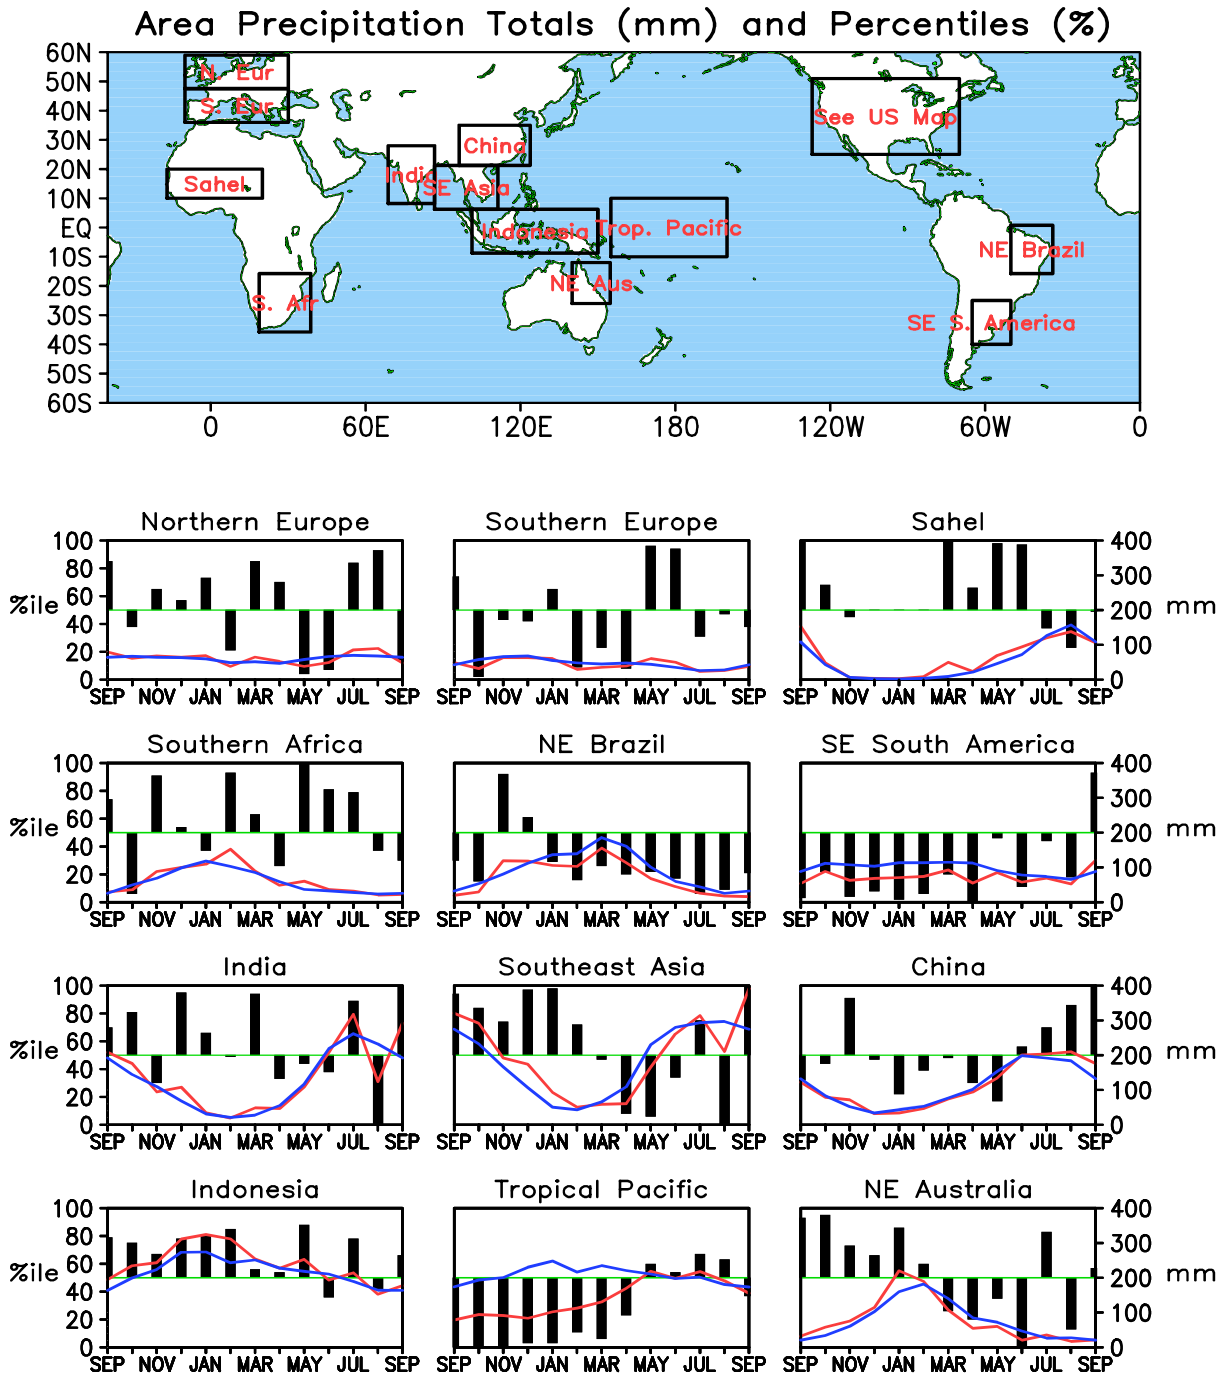 Area Precipitation Totals (mm) and Percentiles (%)
60N
50N
40N
30N
20N
10N
EQ
10S
20S
30S
40S
50S
60S
N. Eur
S. Eur
See US Map
China
India
SE Asia
Sahel
Indonesia
Trop. Pacific
NE Brazil
NE Aus
S. Afr
SE S. America
0 60E 120E 180 120W 60W 0
Northern Europe Southern Europe Sahel
100 400
80 300
%ile 60 200 mm
40
20 100
0 0
SEP NOV JAN MAR MAY JUL SEP SEP NOV JAN MAR MAY JUL SEP SEP NOV JAN MAR MAY JUL SEP
Southern Africa NE Brazil SE South America
100 400
80 300
%ile 60 200 mm
40
20 100
0 0
SEP NOV JAN MAR MAY JUL SEP SEP NOV JAN MAR MAY JUL SEP SEP NOV JAN MAR MAY JUL SEP
India Southeast Asia China
100 400
80 300
%ile 60 200 mm
40
20 100
0 0
SEP NOV JAN MAR MAY JUL SEP SEP NOV JAN MAR MAY JUL SEP SEP NOV JAN MAR MAY JUL SEP
Indonesia Tropical Pacific NE Australia
100 400
80 300
%ile 60 200 mm
40
20 100
0 0
SEP NOV JAN MAR MAY JUL SEP SEP NOV JAN MAR MAY JUL SEP SEP NOV JAN MAR MAY JUL SEP